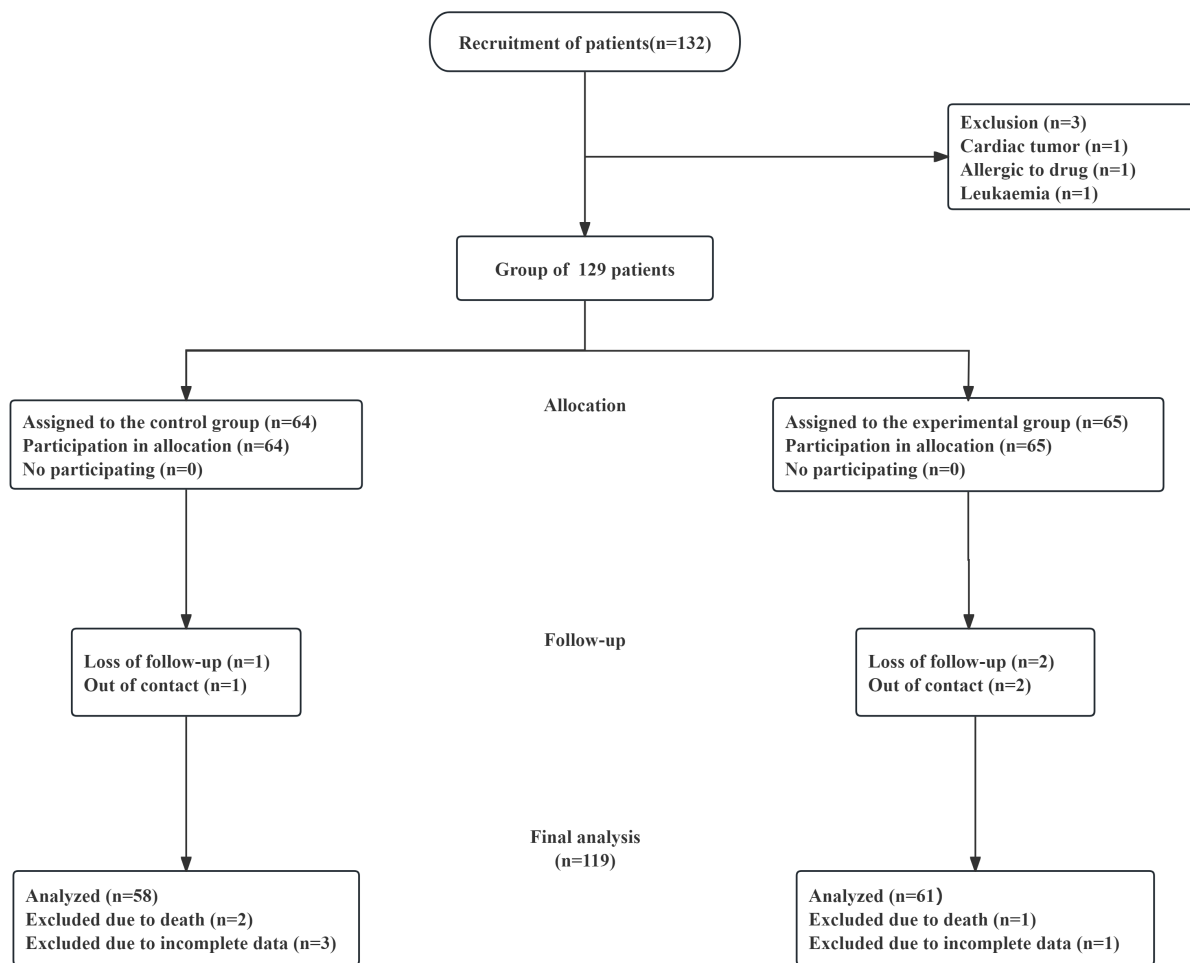 Recruitment of patients(n=132)
Exclusion (n=3)
Cardiac tumor (n=1)
Allergic to drug (n=1)
Leukaemia (n=1)
Group of 129 patients
Allocation
Assigned to the control group (n=64)
Participation in allocation (n=64)
No participating (n=0)
Assigned to the experimental group (n=65)
Participation in allocation (n=65)
No participating (n=0)
Follow-up
Loss of follow-up (n=1)
Out of contact (n=1)
Loss of follow-up (n=2)
Out of contact (n=2)
Final analysis
(n=119)
Analyzed (n=58)
Excluded due to death (n=2)
Excluded due to incomplete data (n=3)
Analyzed (n=61)
Excluded due to death (n=1)
Excluded due to incomplete data (n=1)